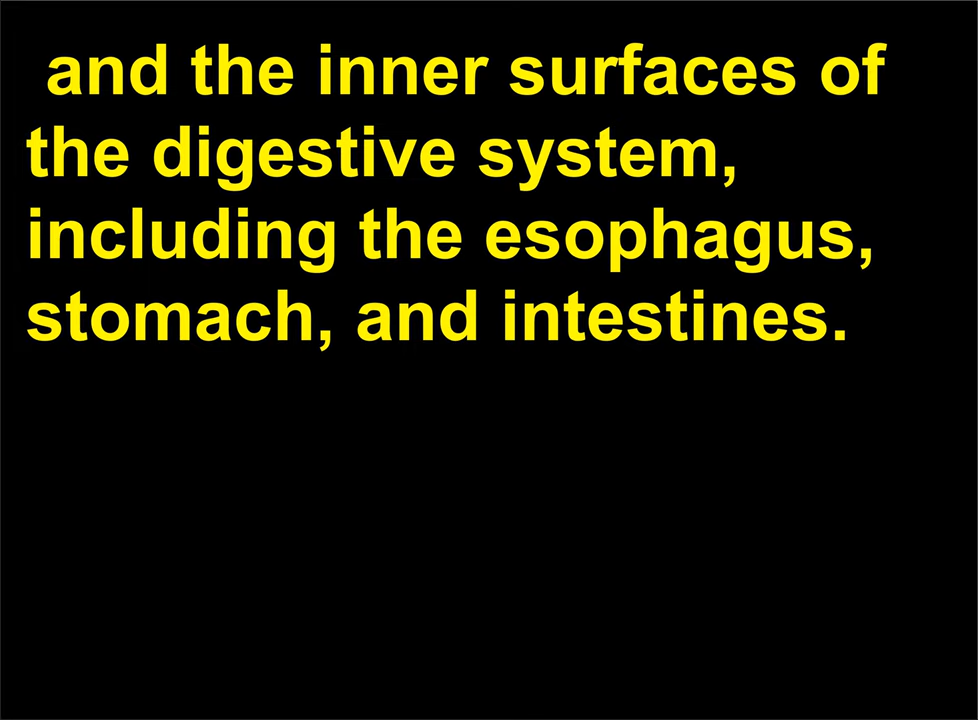 and the inner surfaces of
the digestive system,
including the esophagus,
stomach, and intestines.